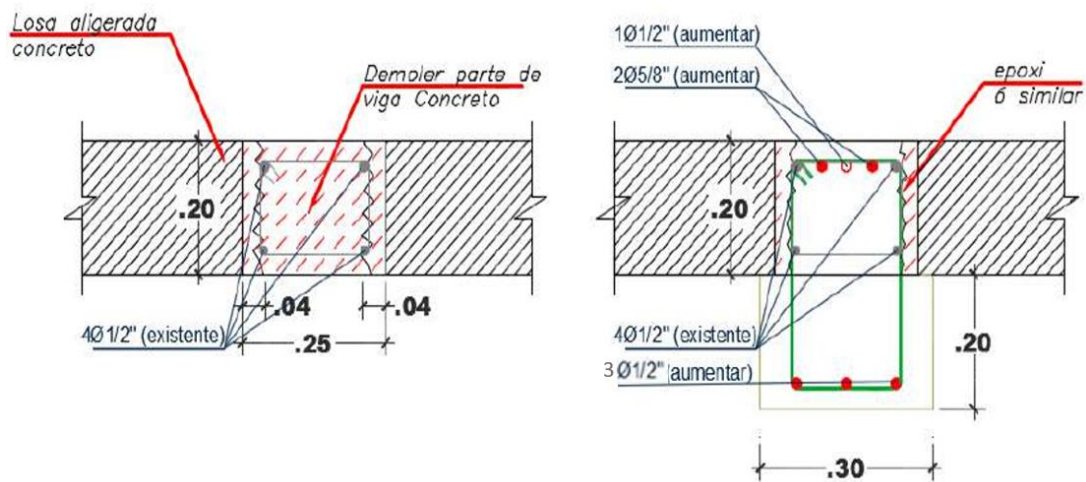 Losa aligerada
concreto
Demoler parte de
viga Concreto
.20
.04
.04
4Ø1/2" (existente)
.25
1Ø1/2" (aumentar)
2Ø5/8" (aumentar)
epoxi
ó similar
.20
4Ø1/2" (existente)
3Ø1/2" (aumentar)
.20
.30